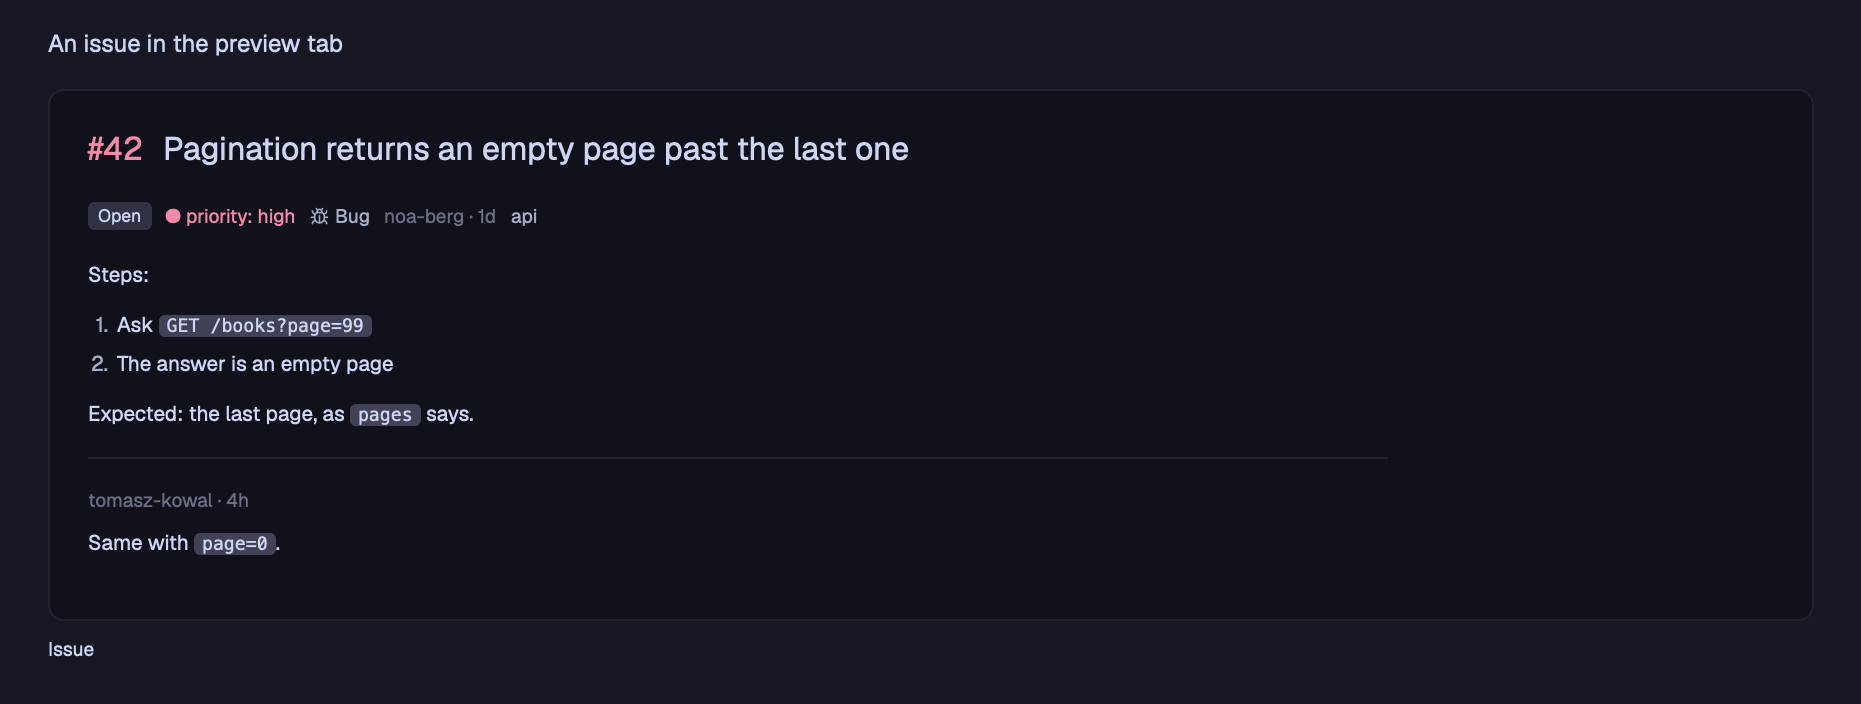 An issue in the preview tab
#42 Pagination returns an empty page past the last one
Open priority: high Bug noa-berg · 1d api
Steps:
1. Ask GET /books?page=99
2. The answer is an empty page
Expected: the last page, as pages says.
tomasz-kowal · 4h
Same with page=0.
Issue